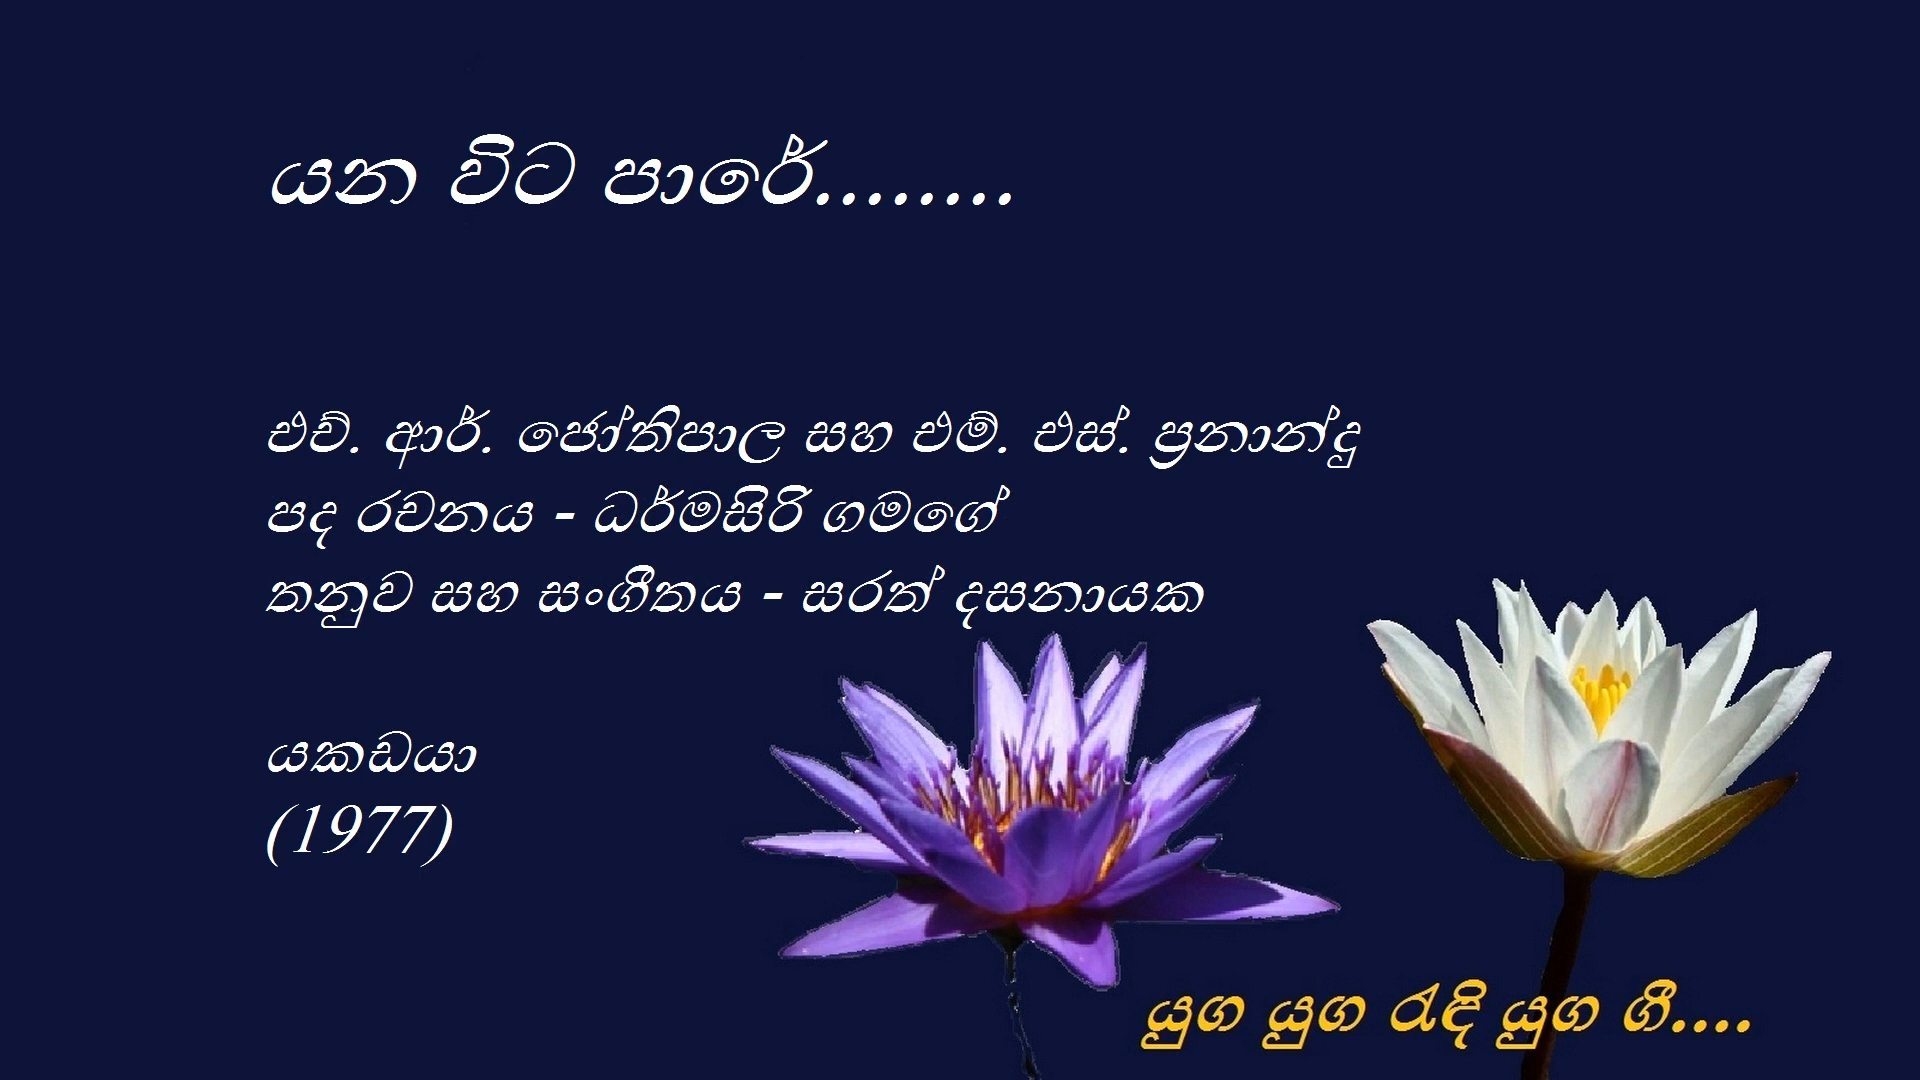 යන විට පාරේ........
එච්. ආර්. ජෝතිපාල සහ එම්. එස්. ප්‍රනාන්දු
පද රචනය - ධර්මසිරි ගමගේ
තනුව සහ සංගීතය - සරත් දසනායක
යකඩයා
(1977)
යුග යුග රැඳි යුග ගී....